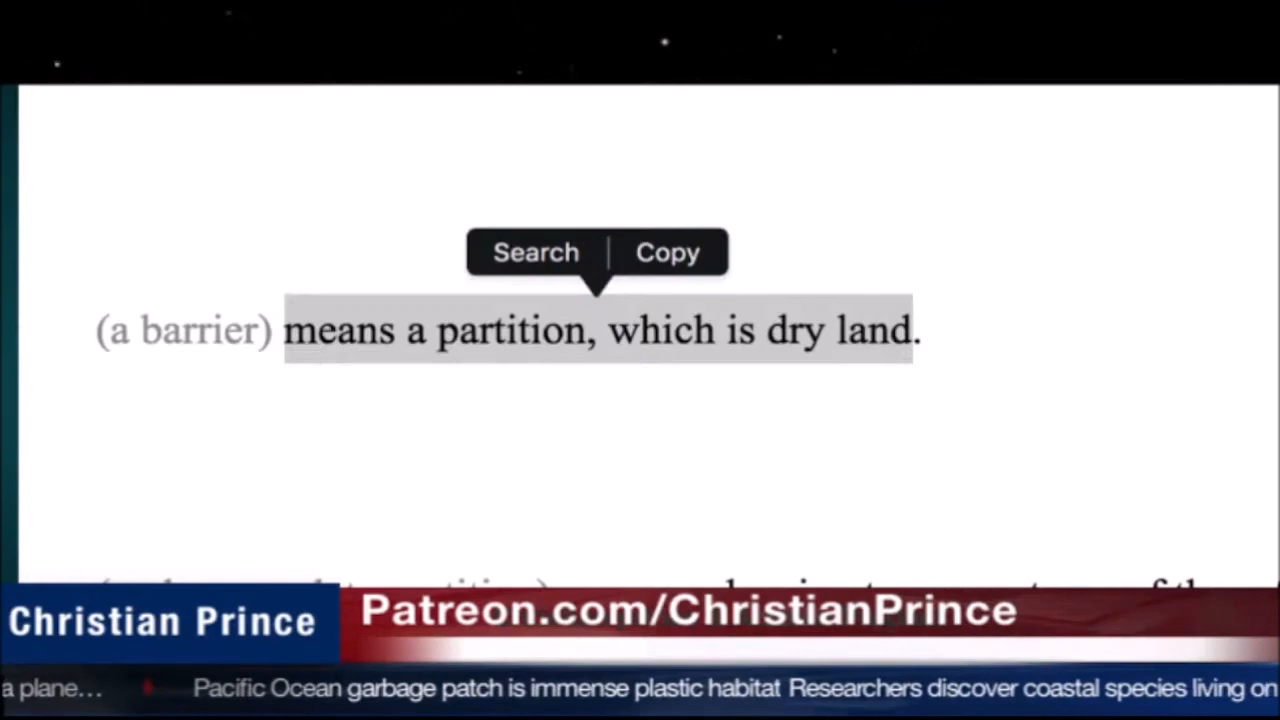 Search
Copy
(a barrier) means a partition, which is dry land.
Christian Prince
Patreon.com/ChristianPrince
a plane...
Pacific Ocean garbage patch is immense plastic habitat Researchers discover coastal species living on